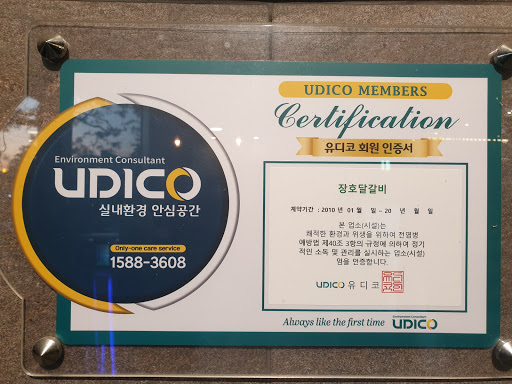 UDICO MEMBERS
Certification
유디코 회원 인증서
Environment Consultant
UDICO
실내환경 안심공간
Only-one care service
1588-3608
장호달갈비
계약기간 : 2010 년 01 월 일 ~ 20 년 월 일
본 업소(시설)는
쾌적한 환경과 위생을 위하여 전염병
예방법 제40조 3항의 규정에 의하여 정기
적인 소독 및 관리를 실시하는 업소(시설)
임을 인증합니다.
UDICO 유디코
Always like the first time
Environment Consultant
UDICO